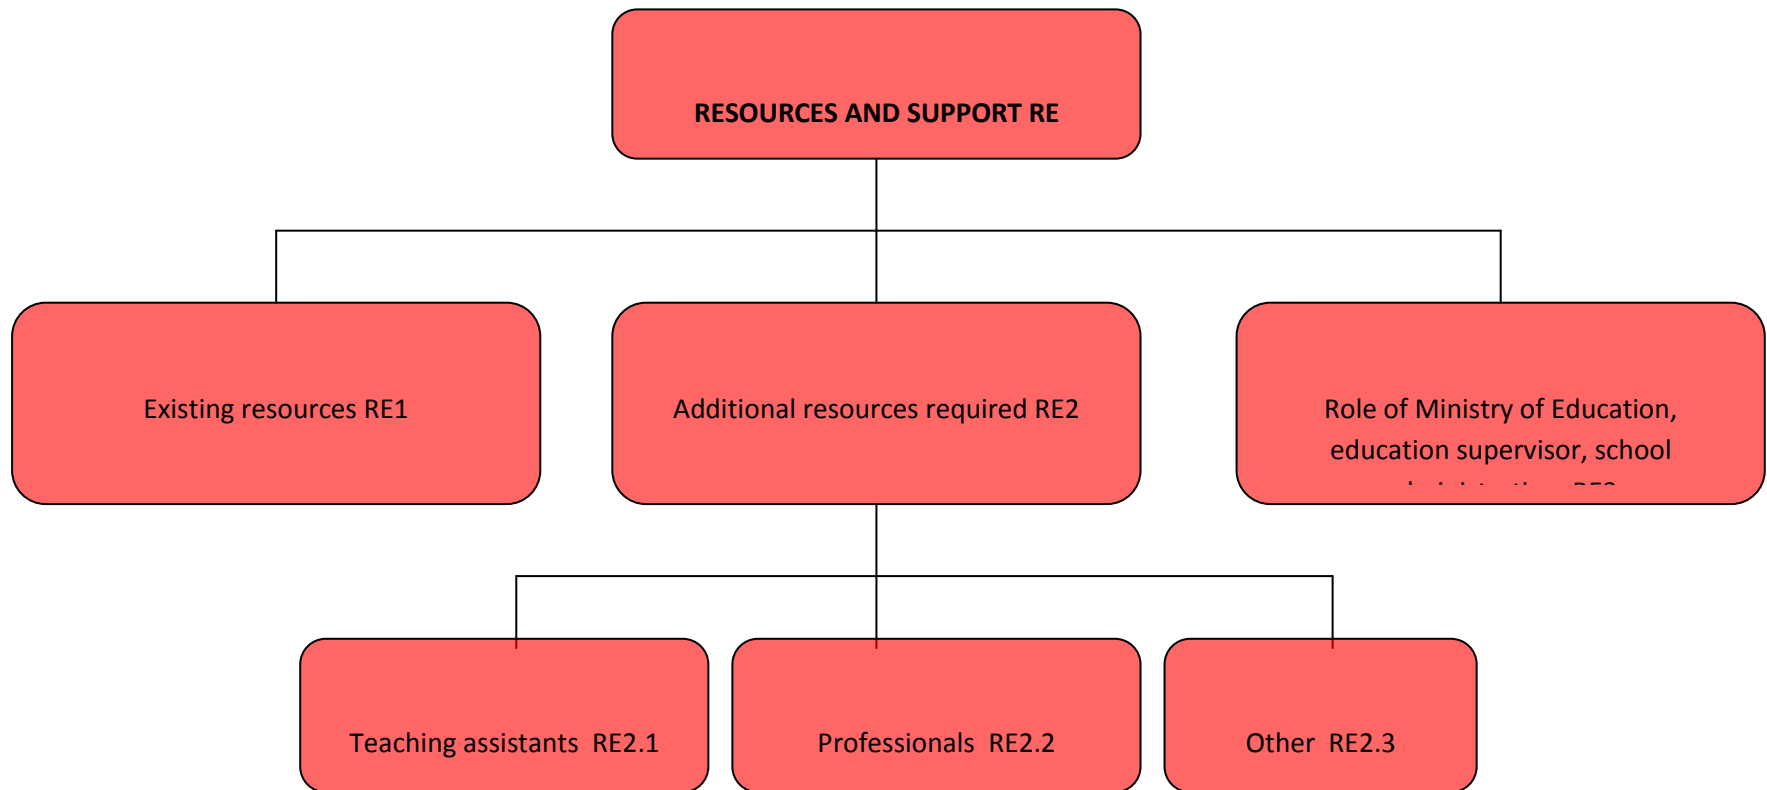 RESOURCES AND SUPPORT RE
Existing resources RE1
Additional resources required RE2
Role of Ministry of Education,
education supervisor, school
Teaching assistants  RE2.1
Professionals  RE2.2
Other  RE2.3